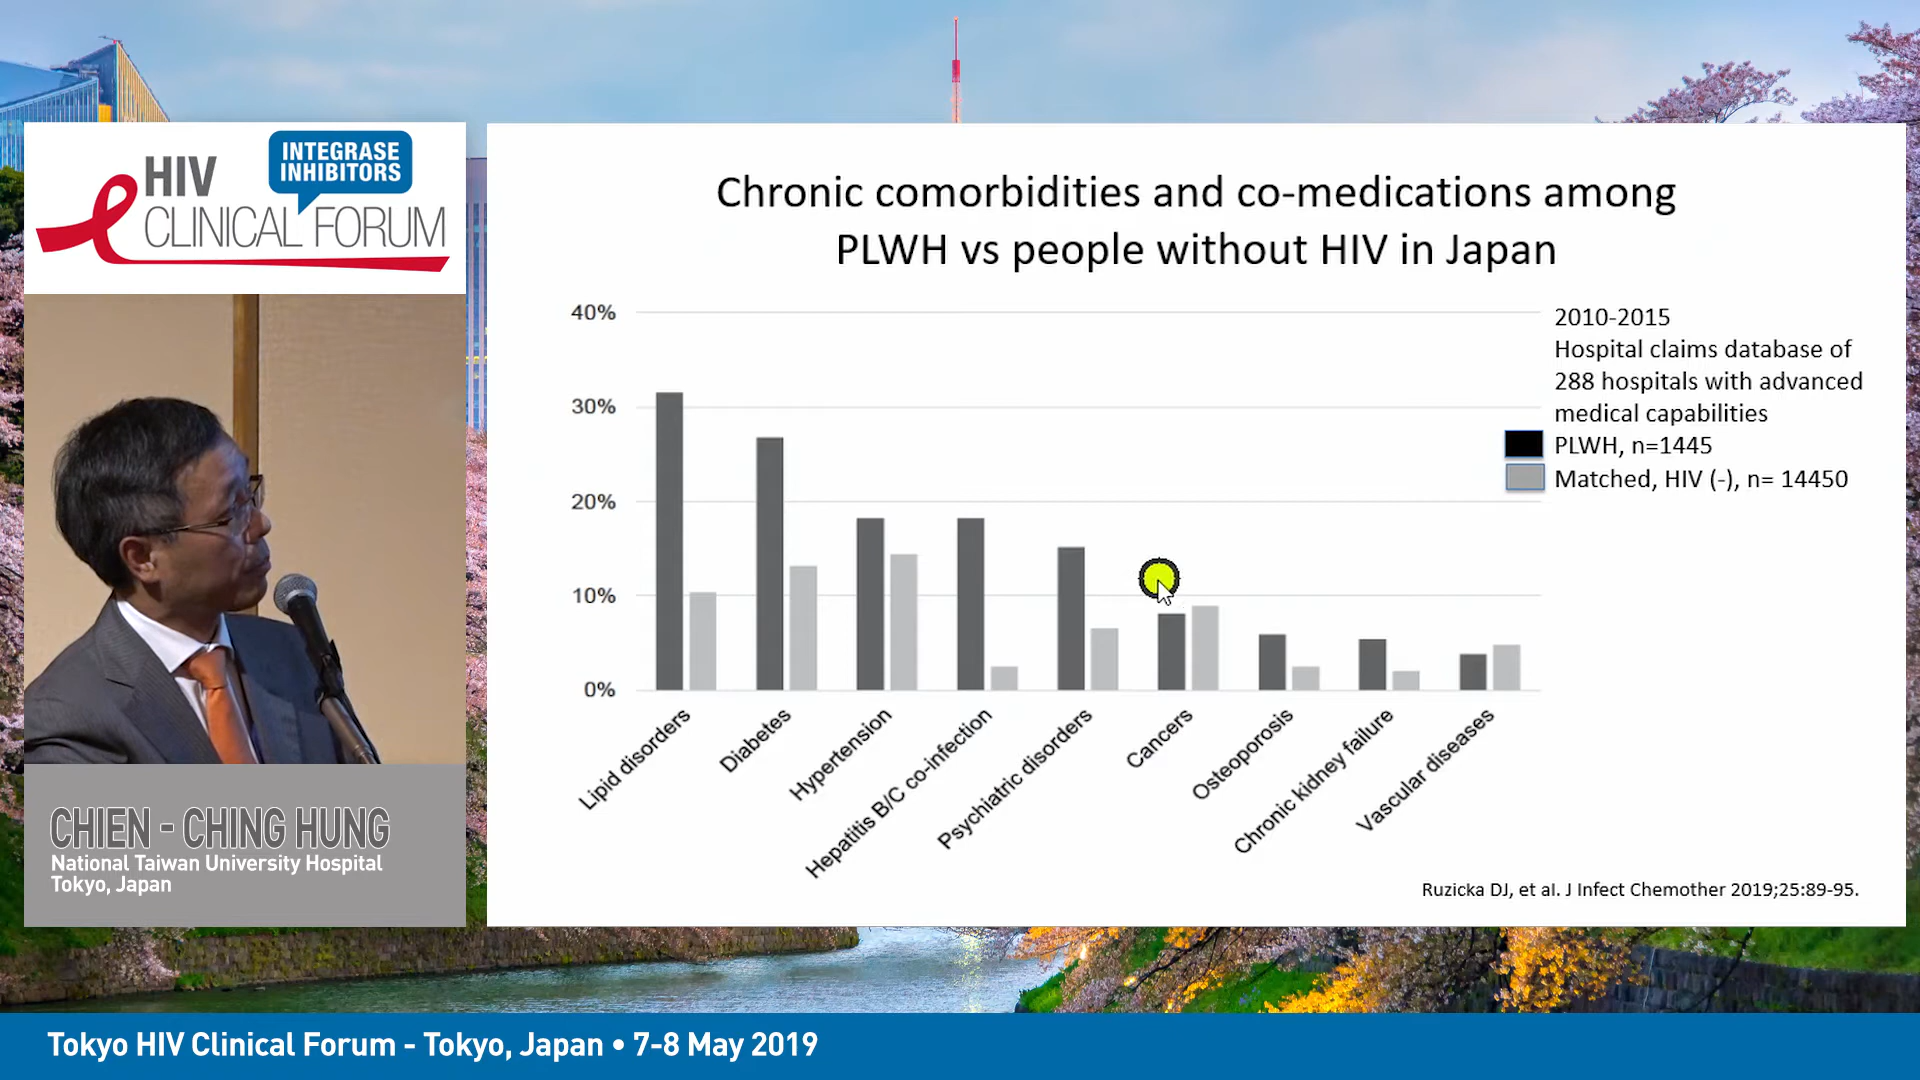 HIV
INTEGRASE
INHIBITORS
CLINICAL FORUM
Chronic comorbidities and co-medications among
PLWH vs people without HIV in Japan
40%
30%
20%
10%
0%
Lipid disorders
Diabetes
Hypertension
Hepatitis B/C co-infection
Psychiatric disorders
Cancers
Osteoporosis
Chronic kidney failure
Vascular diseases
2010-2015
Hospital claims database of
288 hospitals with advanced
medical capabilities
PLWH, n=1445
Matched, HIV (-), n= 14450
Ruzicka DJ, et al. J Infect Chemother 2019;25:89-95.
CHIEN - CHING HUNG
National Taiwan University Hospital
Tokyo, Japan
Tokyo HIV Clinical Forum - Tokyo, Japan • 7-8 May 2019